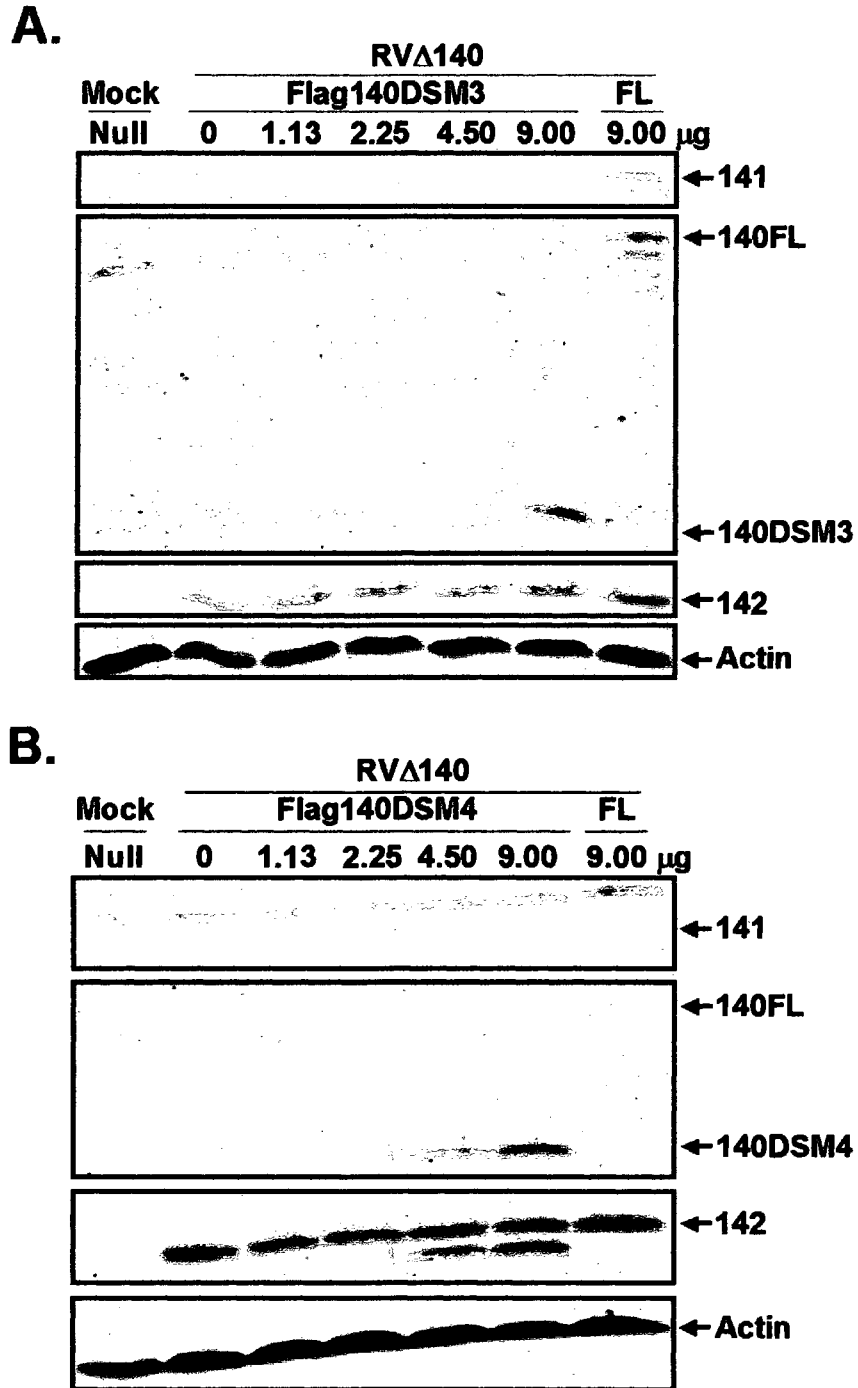 A.
RVΔ140
Mock Flag140DSM3 FL
Null 0 1.13 2.25 4.50 9.00 9.00 µg
141
140FL
140DSM3
142
Actin
B.
RVΔ140
Mock Flag140DSM4 FL
Null 0 1.13 2.25 4.50 9.00 9.00 µg
141
140FL
140DSM4
142
Actin